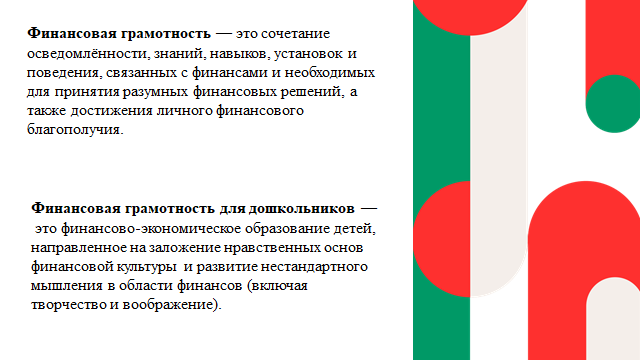 Финансовая грамотность — это сочетание
осведомлённости, знаний, навыков, установок и
поведения, связанных с финансами и необходимых
для принятия разумных финансовых решений, а
также достижения личного финансового
благополучия.
Финансовая грамотность для дошкольников —
это финансово-экономическое образование детей,
направленное на заложение нравственных основ
финансовой культуры и развитие нестандартного
мышления в области финансов (включая
творчество и воображение).